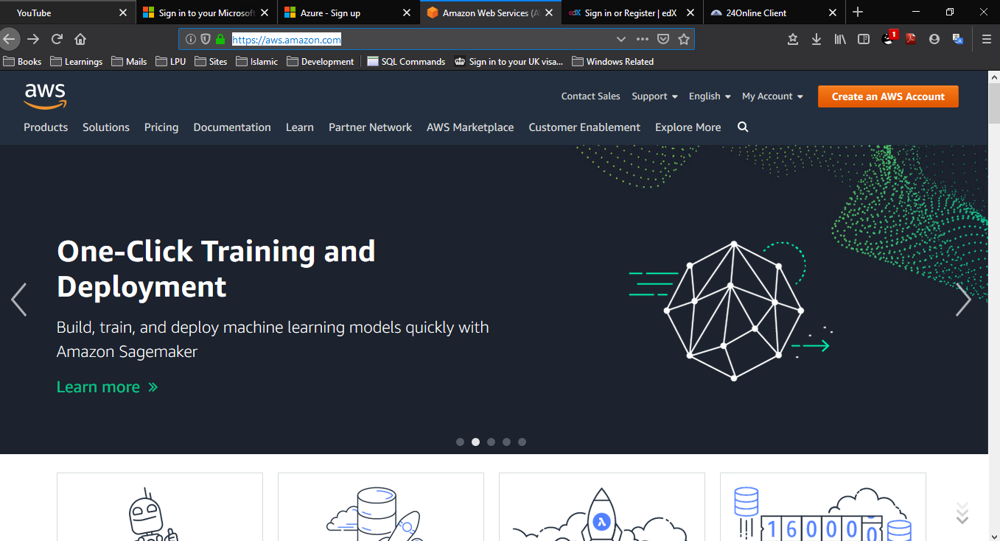 YouTube
Sign in to your Microsoft
Azure - Sign up
Amazon Web Services (A
Sign in or Register | edX
24Online Client
https://aws.amazon.com
1
Books Learnings Mails LPU Sites Islamic Development SQL Commands Sign in to your UK visa... Windows Related
aws
Contact Sales Support English My Account Create an AWS Account
Products Solutions Pricing Documentation Learn Partner Network AWS Marketplace Customer Enablement Explore More
One-Click Training and
Deployment
Build, train, and deploy machine learning models quickly with
Amazon Sagemaker
Learn more »
λ
160000